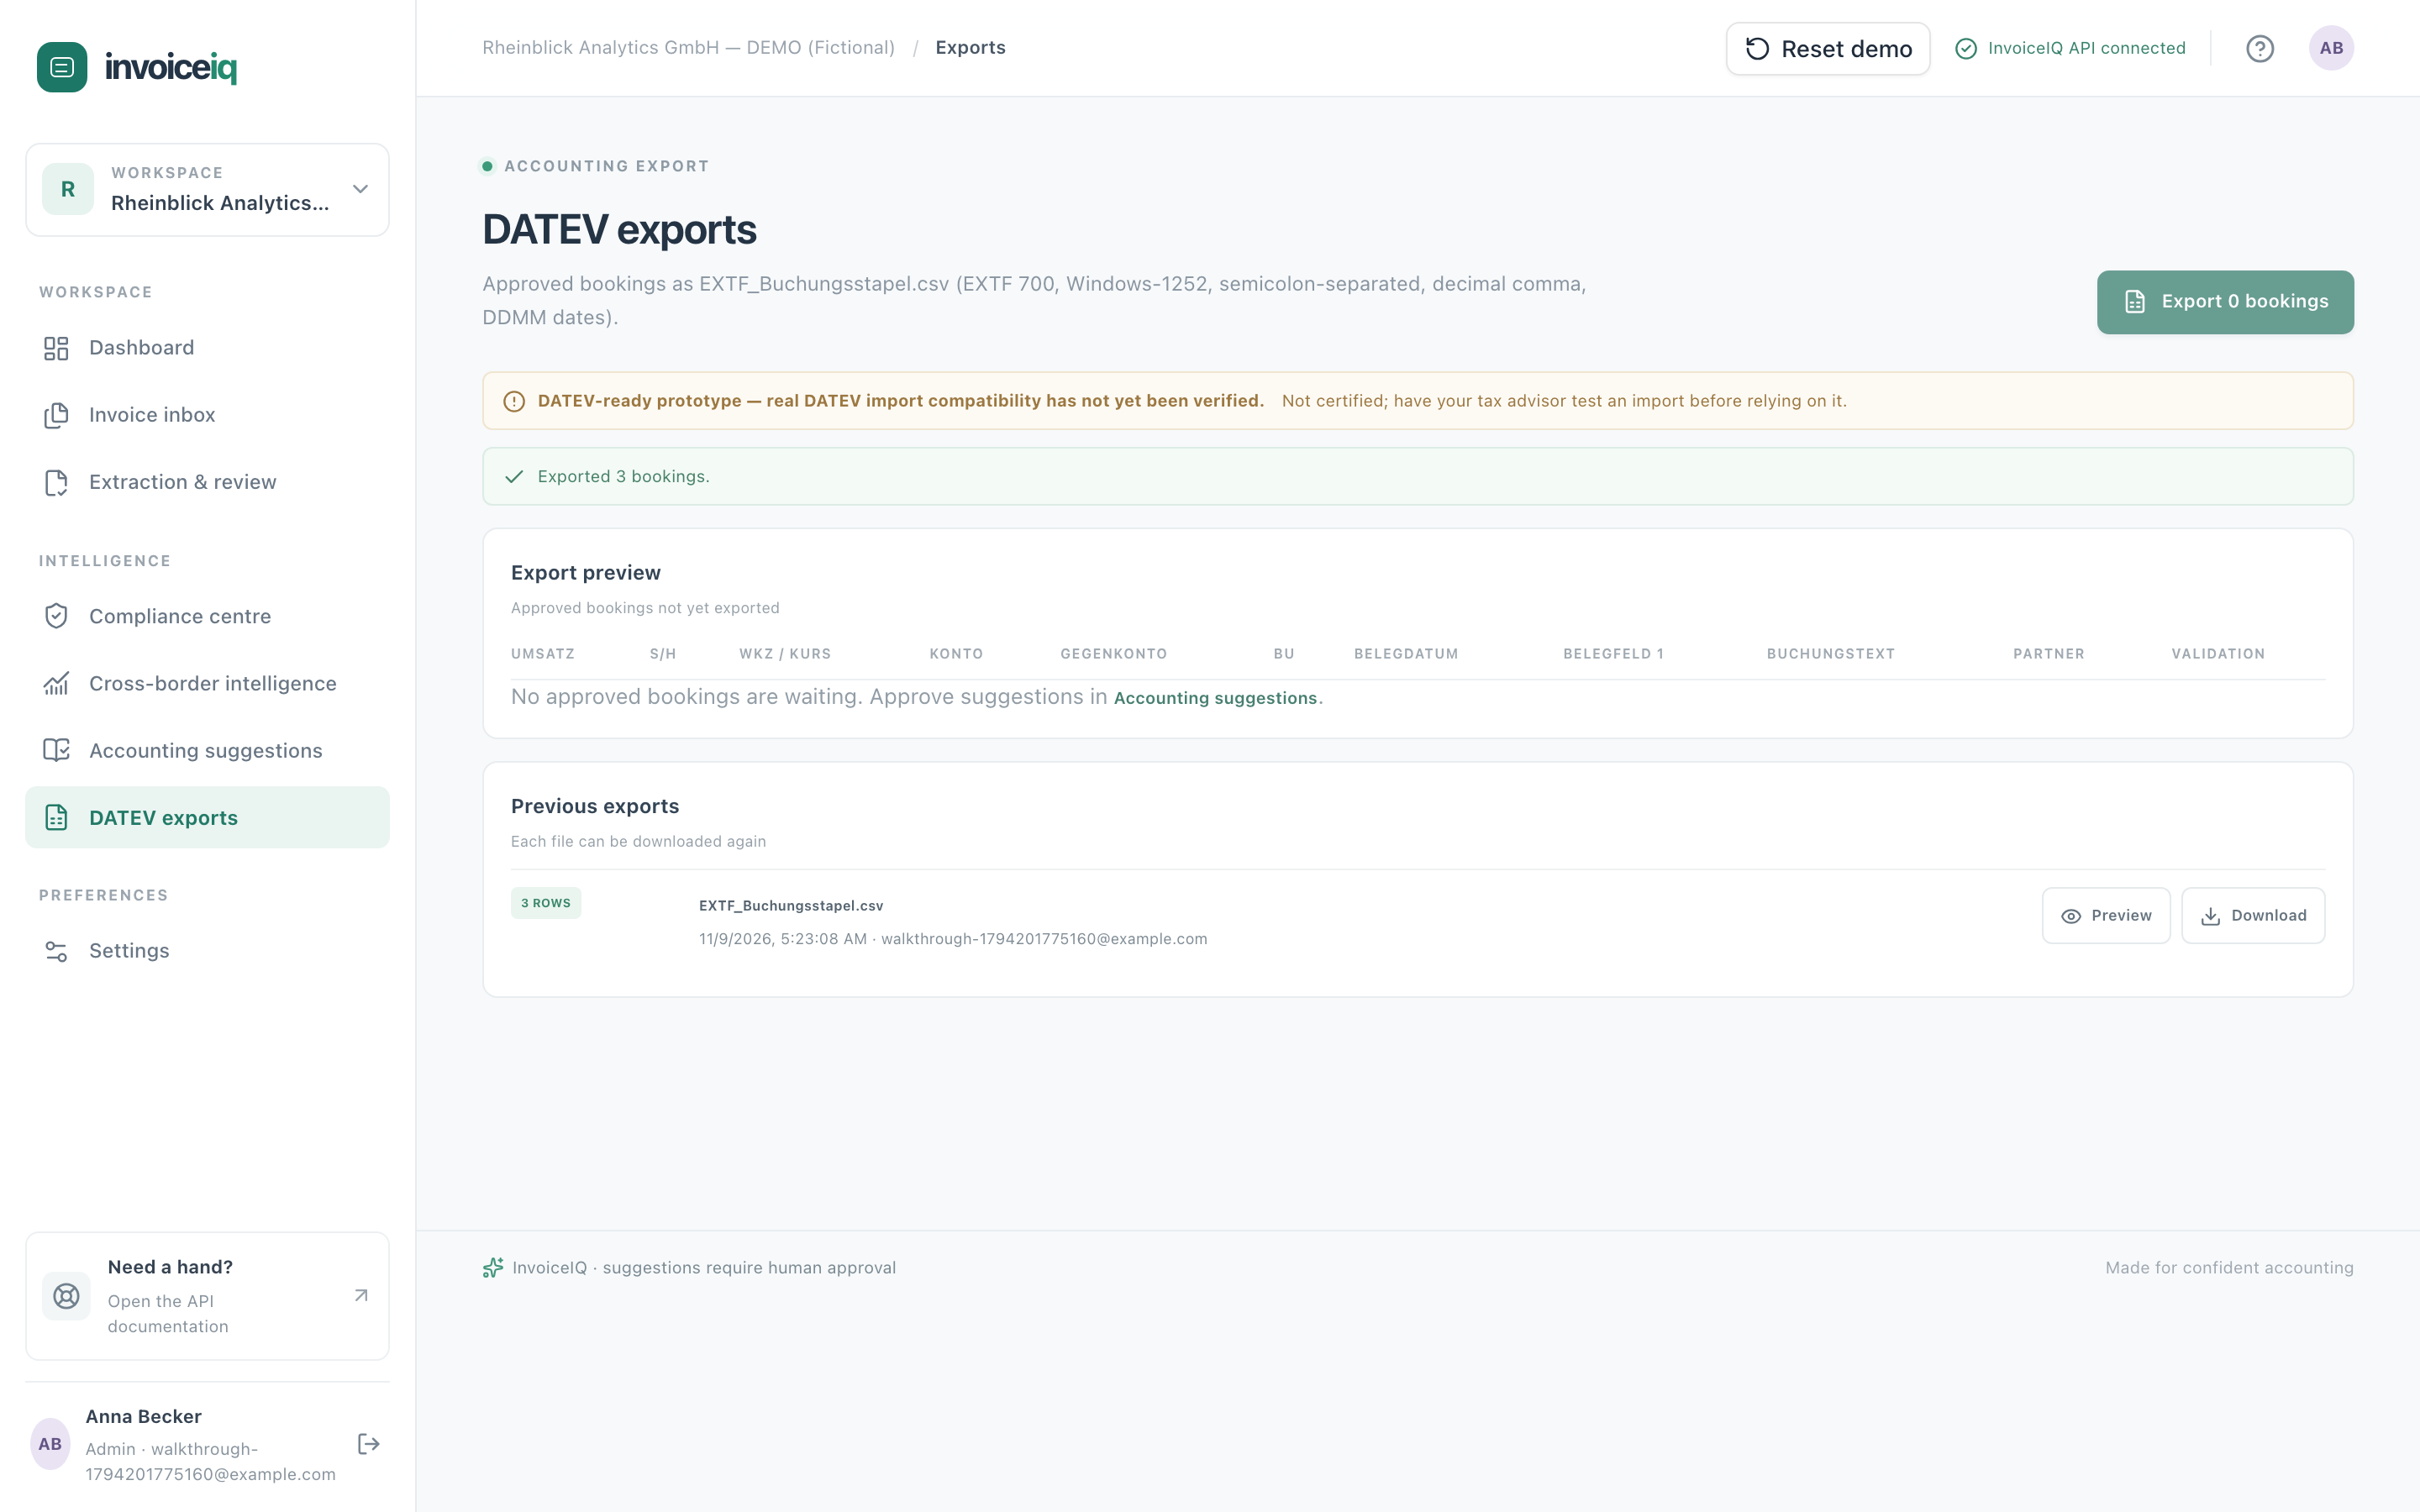 invoiceiq
R
WORKSPACE
Rheinblick Analytics...
WORKSPACE
Dashboard
Invoice inbox
Extraction & review
INTELLIGENCE
Compliance centre
Cross-border intelligence
Accounting suggestions
DATEV exports
PREFERENCES
Settings
Need a hand?
Open the API
documentation
AB
Anna Becker
Admin · walkthrough-
1794201775160@example.com
Rheinblick Analytics GmbH — DEMO (Fictional) / Exports
Reset demo
InvoiceIQ API connected
AB
ACCOUNTING EXPORT
DATEV exports
Approved bookings as EXTF_Buchungsstapel.csv (EXTF 700, Windows-1252, semicolon-separated, decimal comma,
DDMM dates).
Export 0 bookings
DATEV-ready prototype — real DATEV import compatibility has not yet been verified. Not certified; have your tax advisor test an import before relying on it.
Exported 3 bookings.
Export preview
Approved bookings not yet exported
UMSATZ S/H WKZ / KURS KONTO GEGENKONTO BU BELEGDATUM BELEGFELD 1 BUCHUNGSTEXT PARTNER VALIDATION
No approved bookings are waiting. Approve suggestions in Accounting suggestions.
Previous exports
Each file can be downloaded again
3 ROWS
EXTF_Buchungsstapel.csv
11/9/2026, 5:23:08 AM · walkthrough-1794201775160@example.com
Preview
Download
InvoiceIQ · suggestions require human approval
Made for confident accounting